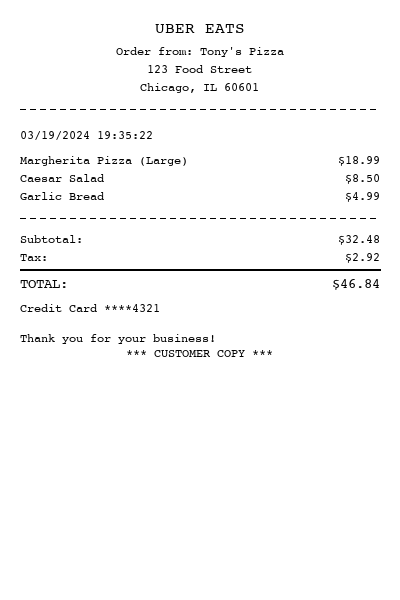 UBER EATS
Order from: Tony's Pizza
123 Food Street
Chicago, IL 60601
03/19/2024 19:35:22
Margherita Pizza (Large) $18.99
Caesar Salad $8.50
Garlic Bread $4.99
Subtotal: $32.48
Tax: $2.92
TOTAL: $46.84
Credit Card ****4321
Thank you for your business!
*** CUSTOMER COPY ***